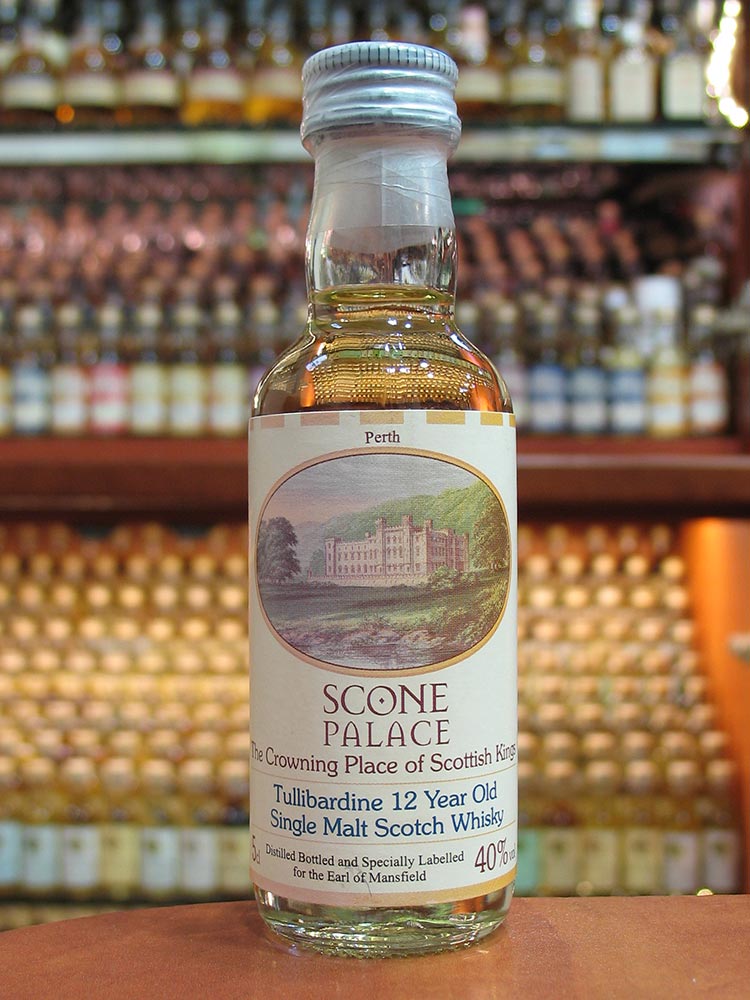 Perth
SCONE
PALACE
The Crowning Place of Scottish Kings
Tullibardine 12 Year Old
Single Malt Scotch Whisky
5cl Distilled Bottled and Specially Labelled 40% vol
for the Earl of Mansfield